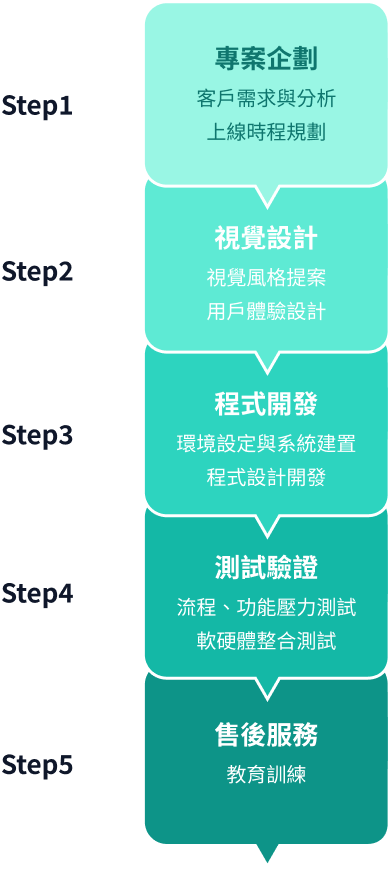 Step1
專案企劃
客戶需求與分析
上線時程規劃
Step2
視覺設計
視覺風格提案
用戶體驗設計
Step3
程式開發
環境設定與系統建置
程式設計開發
Step4
測試驗證
流程、功能壓力測試
軟硬體整合測試
Step5
售後服務
教育訓練